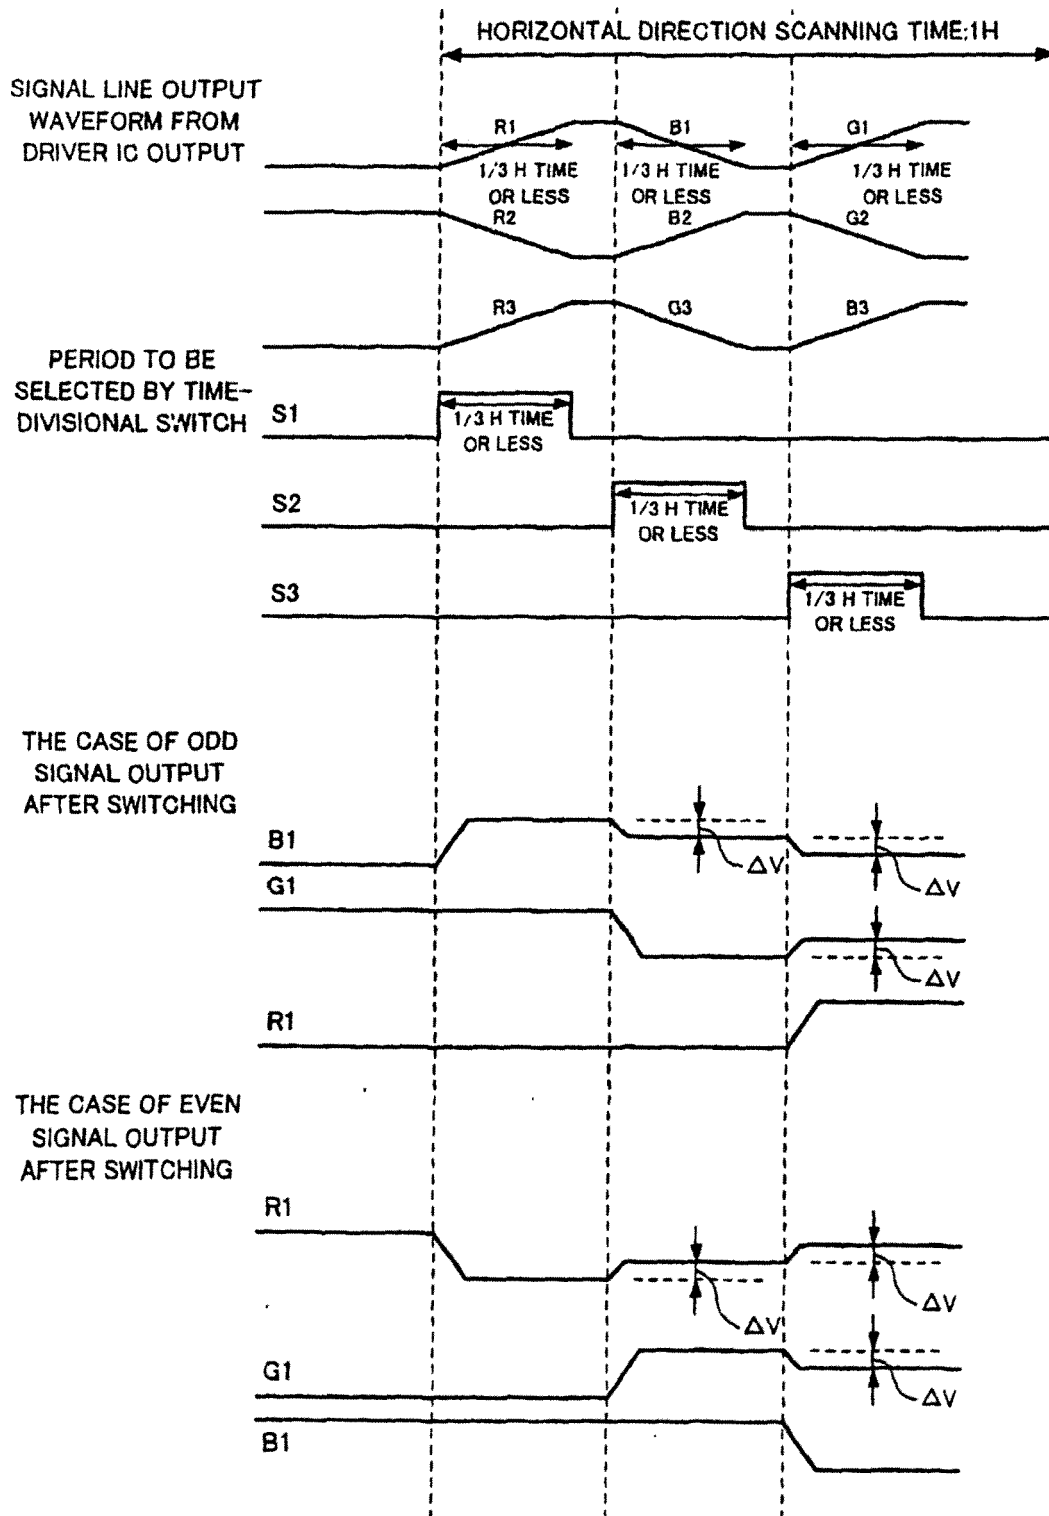 HORIZONTAL DIRECTION SCANNING TIME:1H
SIGNAL LINE OUTPUT
WAVEFORM FROM
DRIVER IC OUTPUT
R1
B1
G1
1/3 H TIME
OR LESS
1/3 H TIME
OR LESS
1/3 H TIME
OR LESS
R2
B2
G2
R3
G3
B3
PERIOD TO BE
SELECTED BY TIME-
DIVISIONAL SWITCH
S1
1/3 H TIME
OR LESS
S2
1/3 H TIME
OR LESS
S3
1/3 H TIME
OR LESS
THE CASE OF ODD
SIGNAL OUTPUT
AFTER SWITCHING
B1
ΔV
ΔV
G1
ΔV
R1
THE CASE OF EVEN
SIGNAL OUTPUT
AFTER SWITCHING
R1
ΔV
ΔV
G1
ΔV
B1